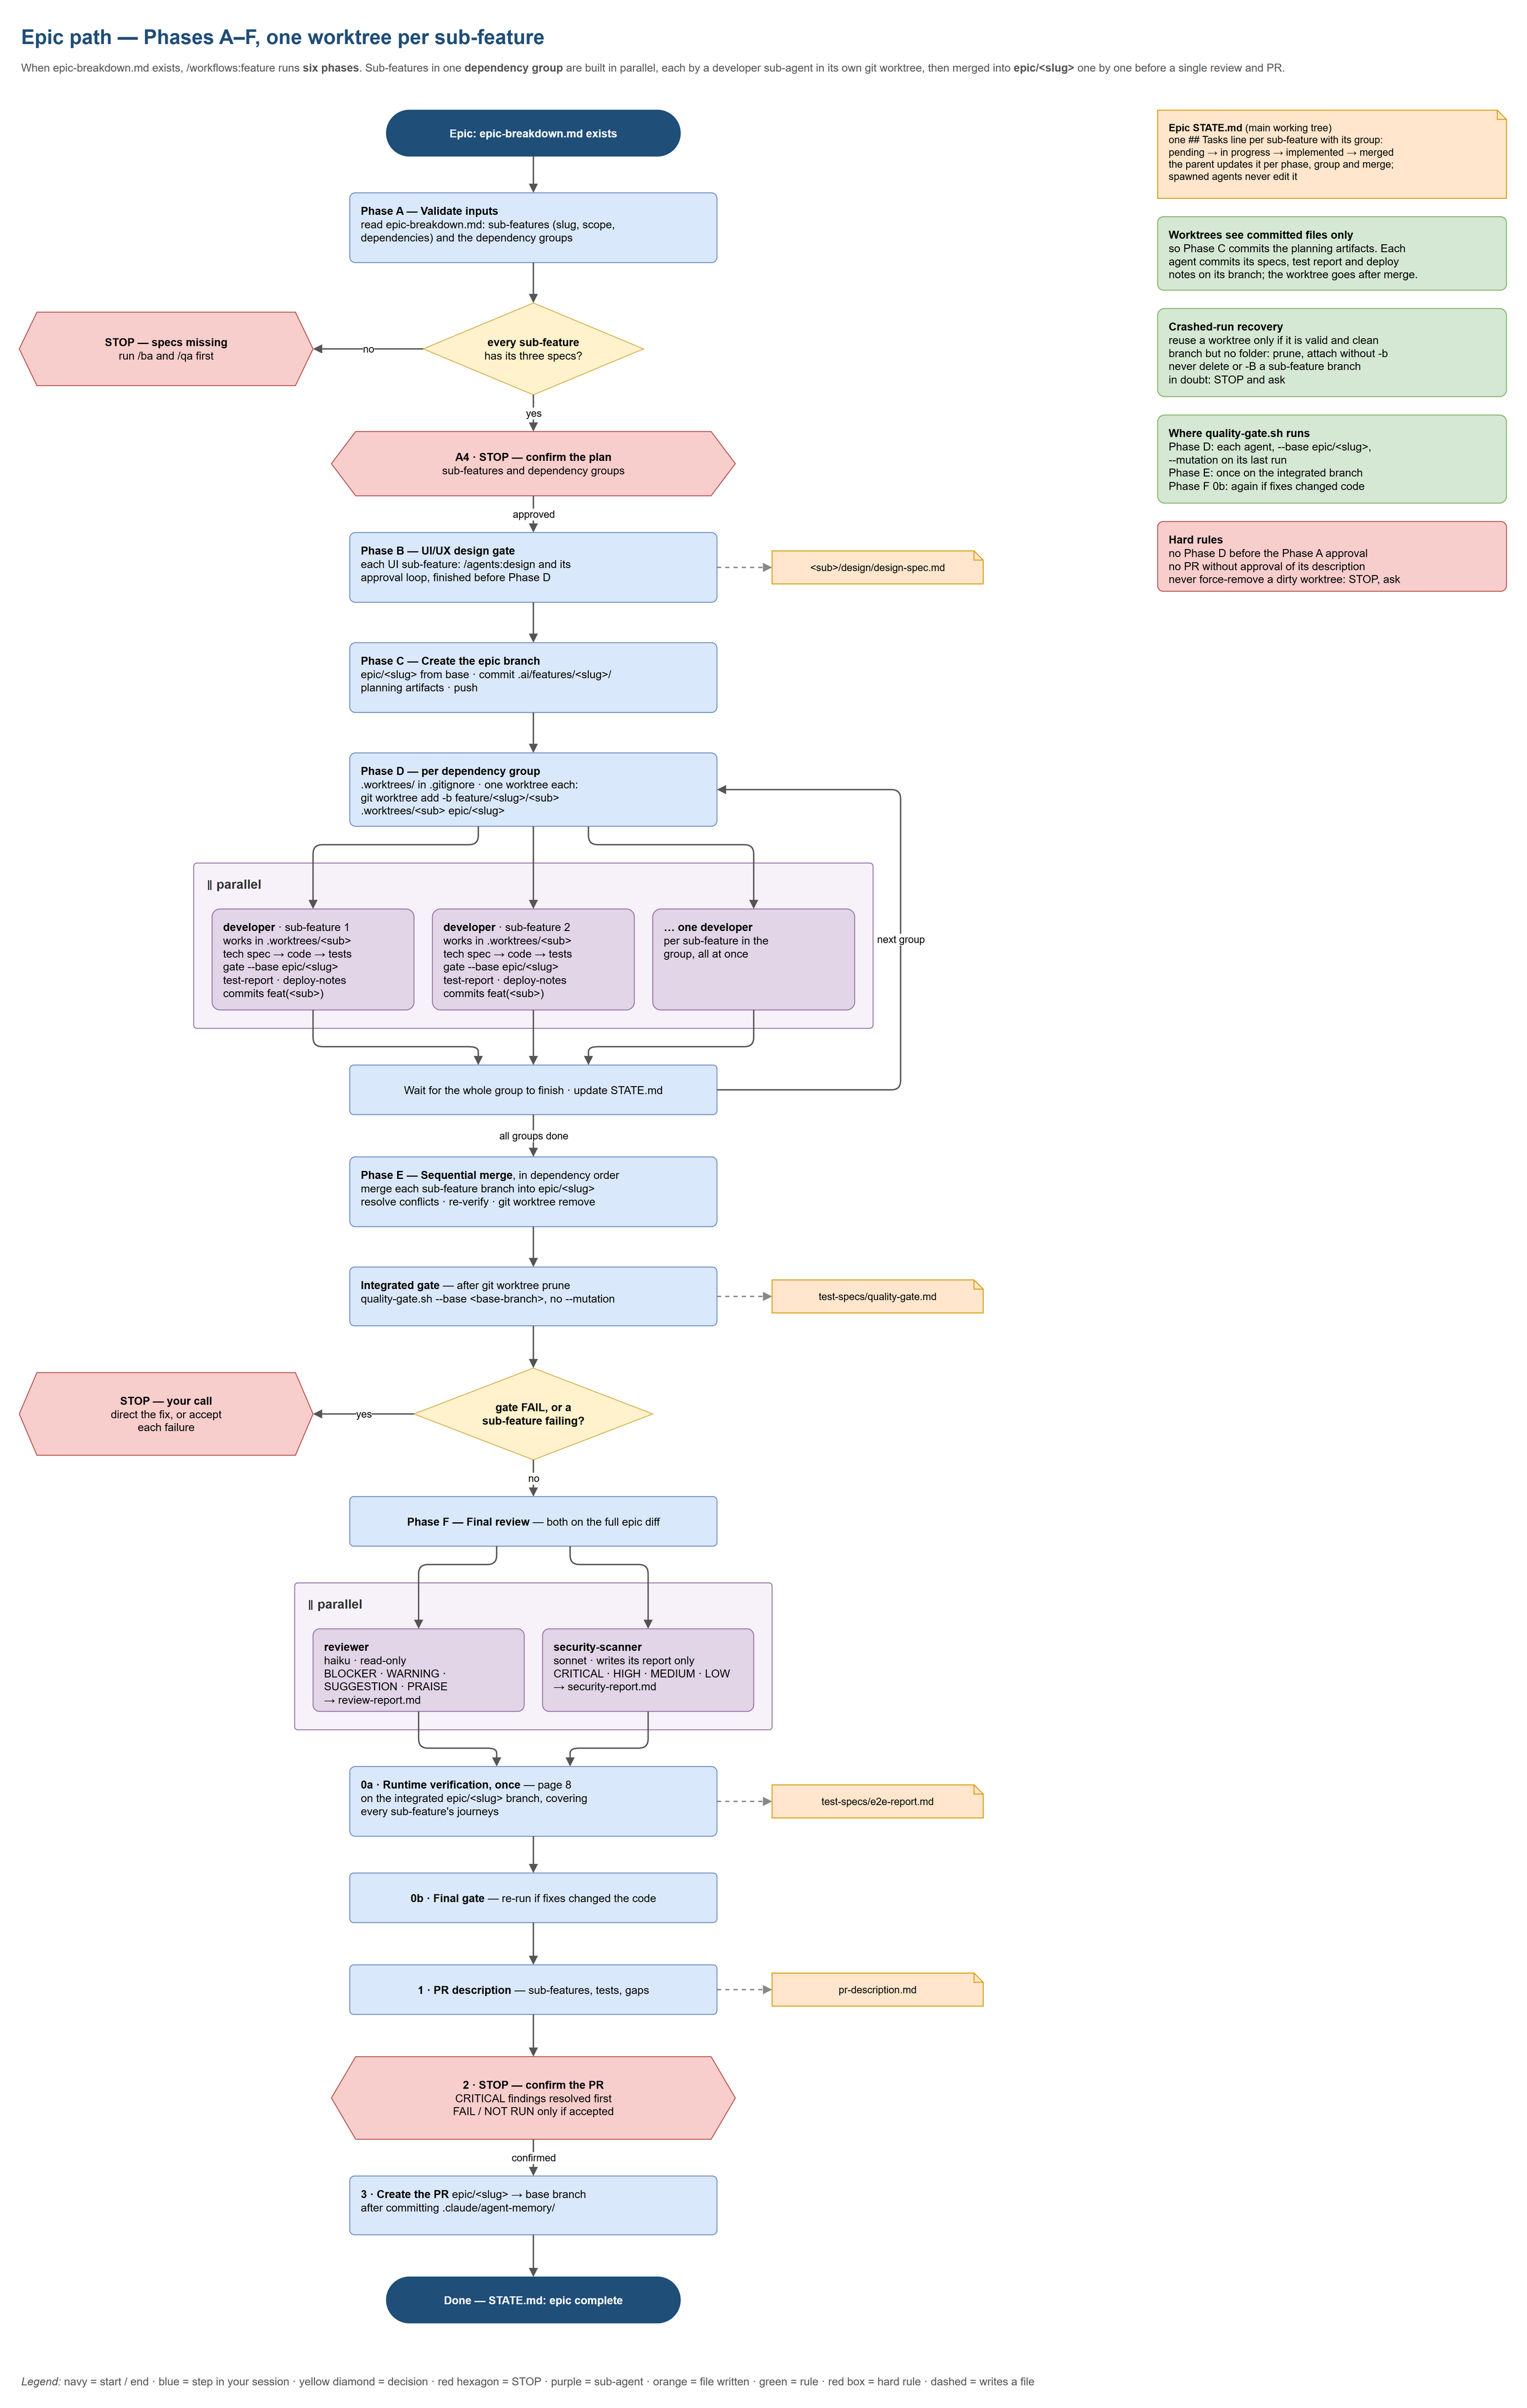 Epic path — Phases A–F, one worktree per sub-feature
When epic-breakdown.md exists, /workflows:feature runs six phases. Sub-features in one dependency group are built in parallel, each by a developer sub-agent in its own git worktree, then merged into epic/<slug> one by one before a single review and PR.
Epic: epic-breakdown.md exists
Phase A — Validate inputs
read epic-breakdown.md: sub-features (slug, scope,
dependencies) and the dependency groups
every sub-feature
has its three specs?
no
STOP — specs missing
run /ba and /qa first
yes
A4 · STOP — confirm the plan
sub-features and dependency groups
approved
Phase B — UI/UX design gate
each UI sub-feature: /agents:design and its
approval loop, finished before Phase D
<sub>/design/design-spec.md
Phase C — Create the epic branch
epic/<slug> from base · commit .ai/features/<slug>/
planning artifacts · push
Phase D — per dependency group
.worktrees/ in .gitignore · one worktree each:
git worktree add -b feature/<slug>/<sub>
.worktrees/<sub> epic/<slug>
∥ parallel
developer · sub-feature 1
works in .worktrees/<sub>
tech spec → code → tests
gate --base epic/<slug>
test-report · deploy-notes
commits feat(<sub>)
developer · sub-feature 2
works in .worktrees/<sub>
tech spec → code → tests
gate --base epic/<slug>
test-report · deploy-notes
commits feat(<sub>)
… one developer
per sub-feature in the
group, all at once
next group
Wait for the whole group to finish · update STATE.md
all groups done
Phase E — Sequential merge, in dependency order
merge each sub-feature branch into epic/<slug>
resolve conflicts · re-verify · git worktree remove
Integrated gate — after git worktree prune
quality-gate.sh --base <base-branch>, no --mutation
test-specs/quality-gate.md
gate FAIL, or a
sub-feature failing?
yes
STOP — your call
direct the fix, or accept
each failure
no
Phase F — Final review — both on the full epic diff
∥ parallel
reviewer
haiku · read-only
BLOCKER · WARNING ·
SUGGESTION · PRAISE
→ review-report.md
security-scanner
sonnet · writes its report only
CRITICAL · HIGH · MEDIUM · LOW
→ security-report.md
0a · Runtime verification, once — page 8
on the integrated epic/<slug> branch, covering
every sub-feature's journeys
test-specs/e2e-report.md
0b · Final gate — re-run if fixes changed the code
1 · PR description — sub-features, tests, gaps
pr-description.md
2 · STOP — confirm the PR
CRITICAL findings resolved first
FAIL / NOT RUN only if accepted
confirmed
3 · Create the PR epic/<slug> → base branch
after committing .claude/agent-memory/
Done — STATE.md: epic complete
Epic STATE.md (main working tree)
one ## Tasks line per sub-feature with its group:
pending → in progress → implemented → merged
the parent updates it per phase, group and merge;
spawned agents never edit it
Worktrees see committed files only
so Phase C commits the planning artifacts. Each
agent commits its specs, test report and deploy
notes on its branch; the worktree goes after merge.
Crashed-run recovery
reuse a worktree only if it is valid and clean
branch but no folder: prune, attach without -b
never delete or -B a sub-feature branch
in doubt: STOP and ask
Where quality-gate.sh runs
Phase D: each agent, --base epic/<slug>,
--mutation on its last run
Phase E: once on the integrated branch
Phase F 0b: again if fixes changed code
Hard rules
no Phase D before the Phase A approval
no PR without approval of its description
never force-remove a dirty worktree: STOP, ask
Legend: navy = start / end · blue = step in your session · yellow diamond = decision · red hexagon = STOP · purple = sub-agent · orange = file written · green = rule · red box = hard rule · dashed = writes a file